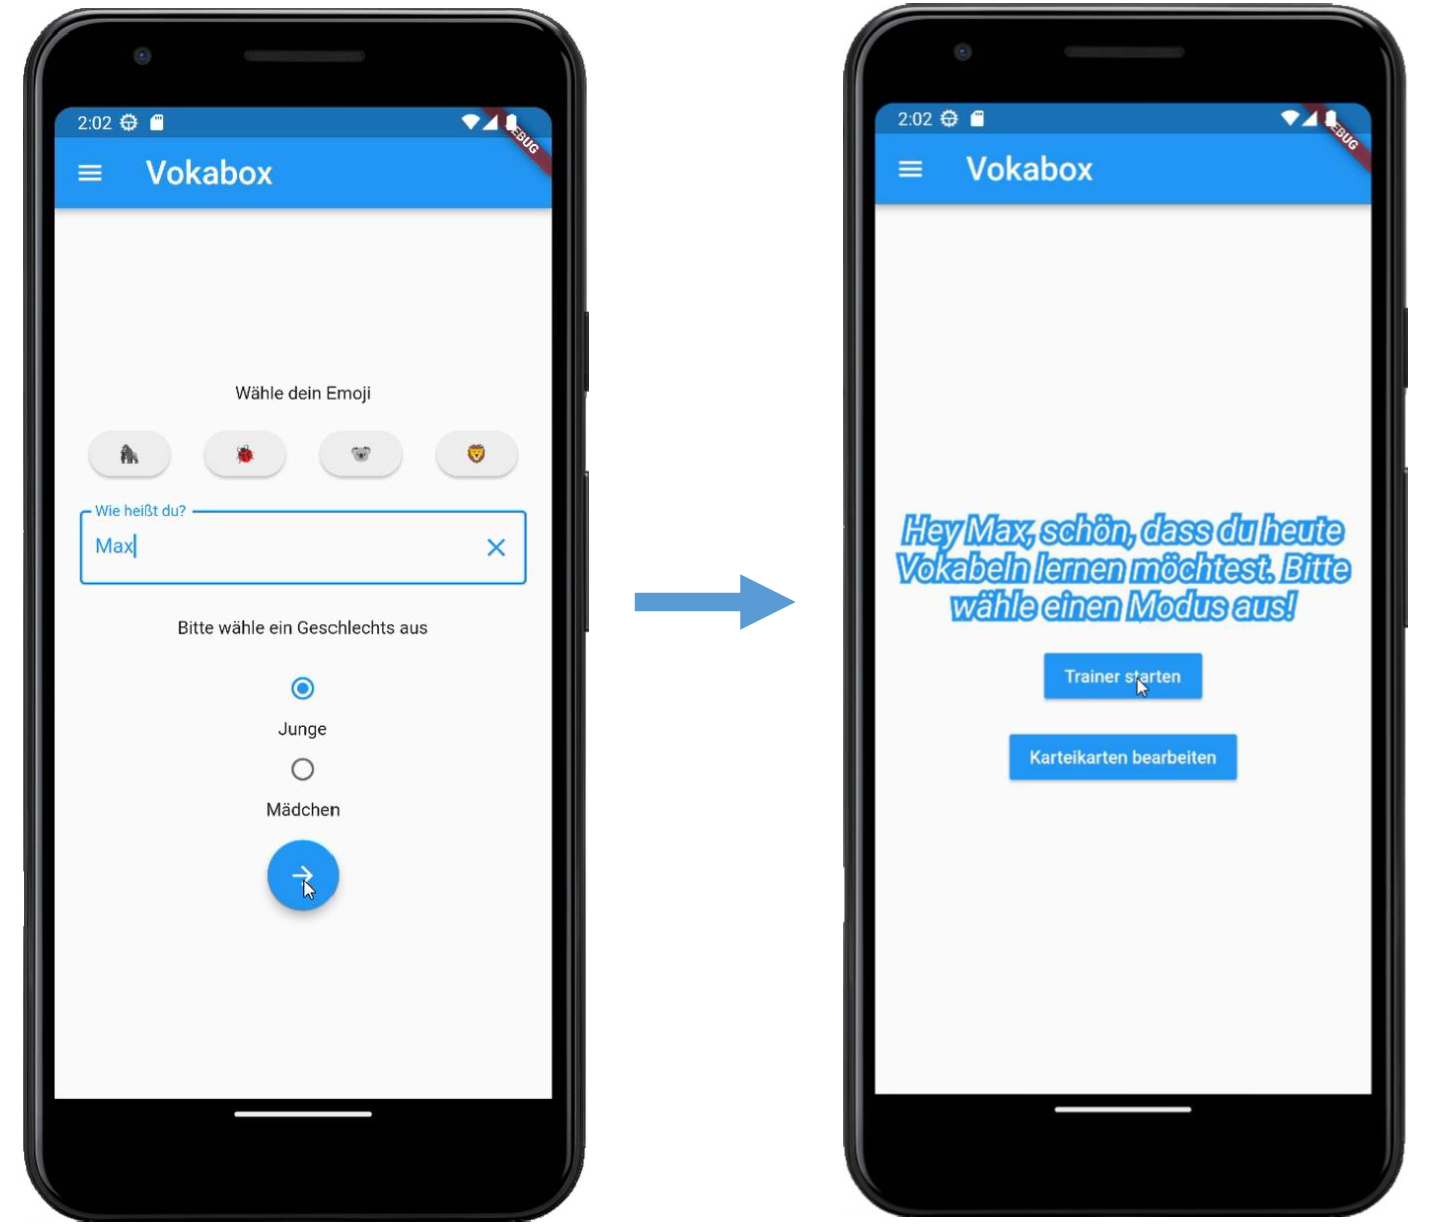 2:02
DEBUG
Vokabox
Wähle dein Emoji
Wie heißt du?
Max
Bitte wähle ein Geschlechts aus
Junge
Mädchen
2:02
Vokabox
Hey Max, schön, dass du heute
Vokabeln lernen möchtest. Bitte
wähle einen Modus aus!
Trainer starten
Karteikarten bearbeiten